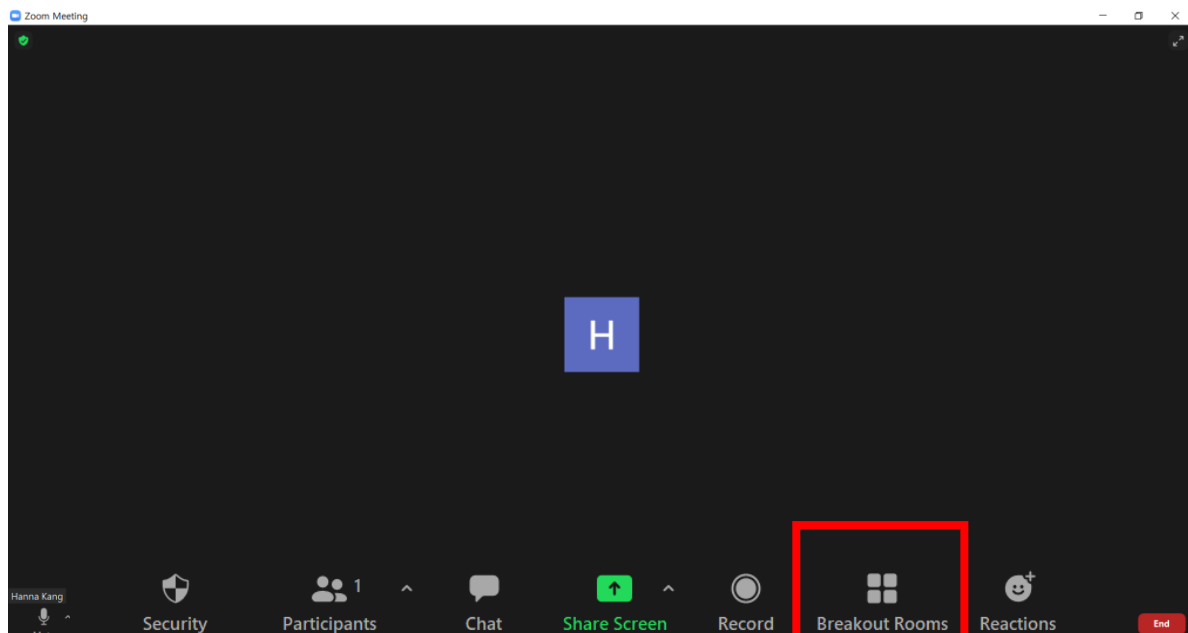 Zoom Meeting
H
Hanna Kang
1
Security
Participants
Chat
Share Screen
Record
Breakout Rooms
Reactions
End